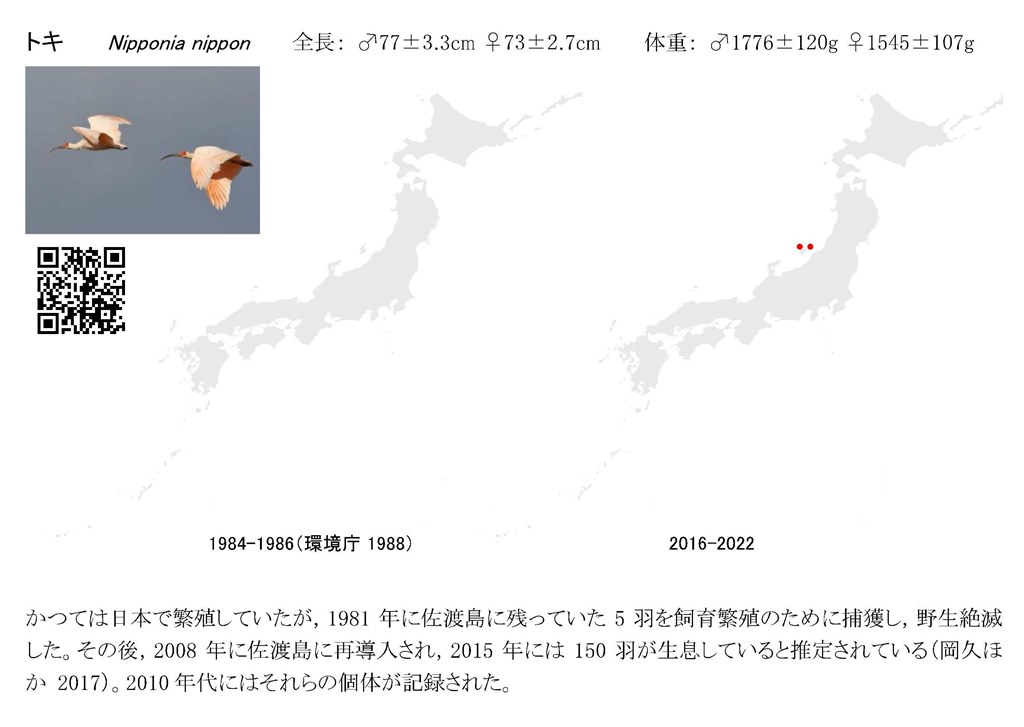 トキ Nipponia nippon 全長： ♂77±3.3cm ♀73±2.7cm 体重： ♂1776±120g ♀1545±107g
1984-1986（環境庁 1988） 2016-2022
かつては日本で繁殖していたが，1981 年に佐渡島に残っていた 5 羽を飼育繁殖のために捕獲し，野生絶滅
した。その後，2008 年に佐渡島に再導入され，2015 年には 150 羽が生息していると推定されている（岡久ほ
か 2017）。2010 年代にはそれらの個体が記録された。